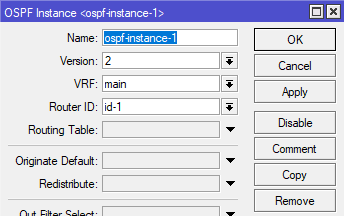 OSPF Instance <ospf-instance-1>
Name: ospf-instance-1
Version: 2
VRF: main
Router ID: id-1
Routing Table:
Originate Default:
Redistribute:
Out Filter Select:
OK
Cancel
Apply
Disable
Comment
Copy
Remove